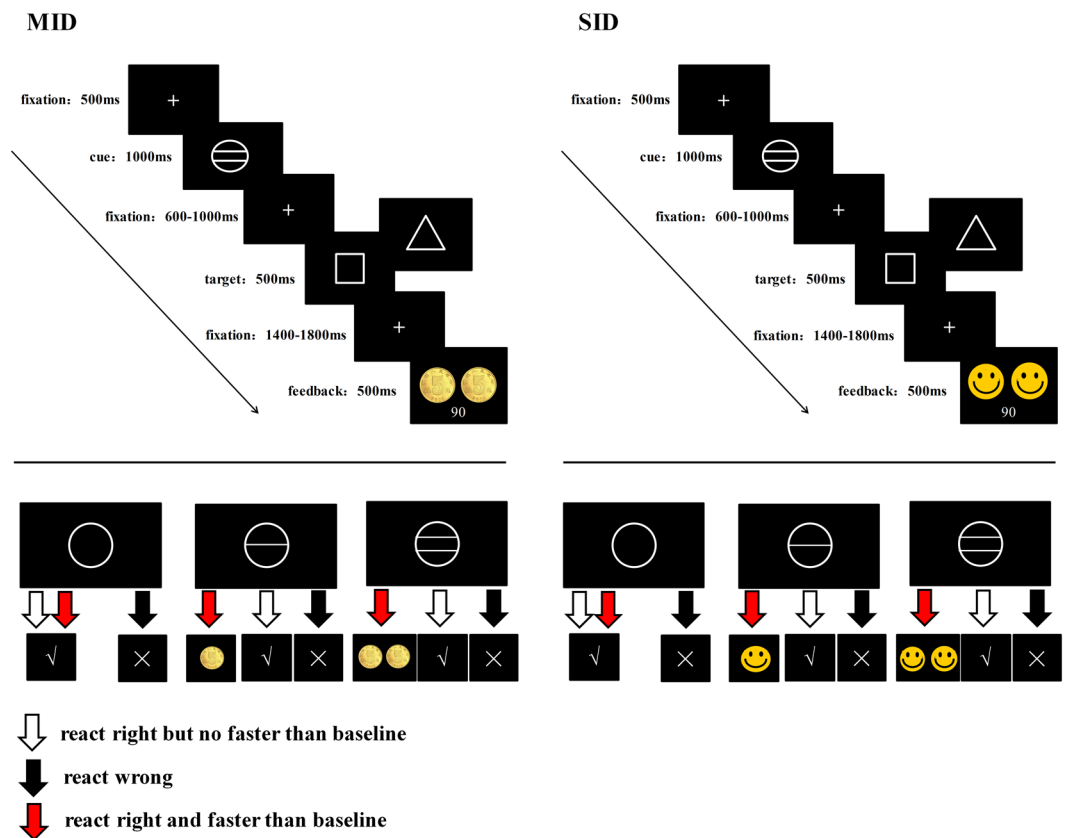 MID
fixation：500ms
cue：1000ms
fixation：600-1000ms
target：500ms
fixation：1400-1800ms
feedback：500ms
5 5
90
SID
fixation：500ms
cue：1000ms
fixation：600-1000ms
target：500ms
fixation：1400-1800ms
feedback：500ms
90
√ × √ × √ ×
√ × √ × √ ×
react right but no faster than baseline
react wrong
react right and faster than baseline